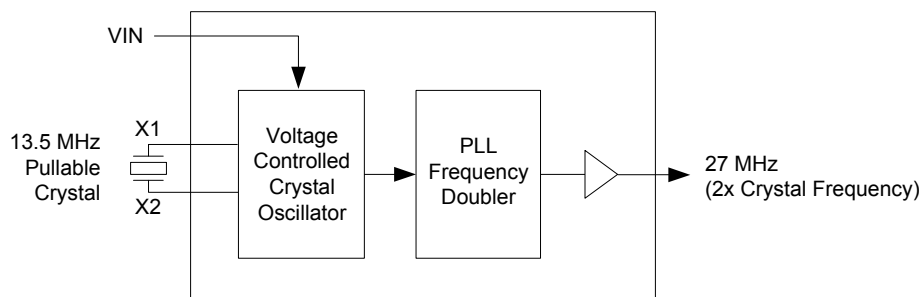 VIN
13.5 MHz
Pullable
Crystal
X1
X2
Voltage
Controlled
Crystal
Oscillator
PLL
Frequency
Doubler
27 MHz
(2x Crystal Frequency)